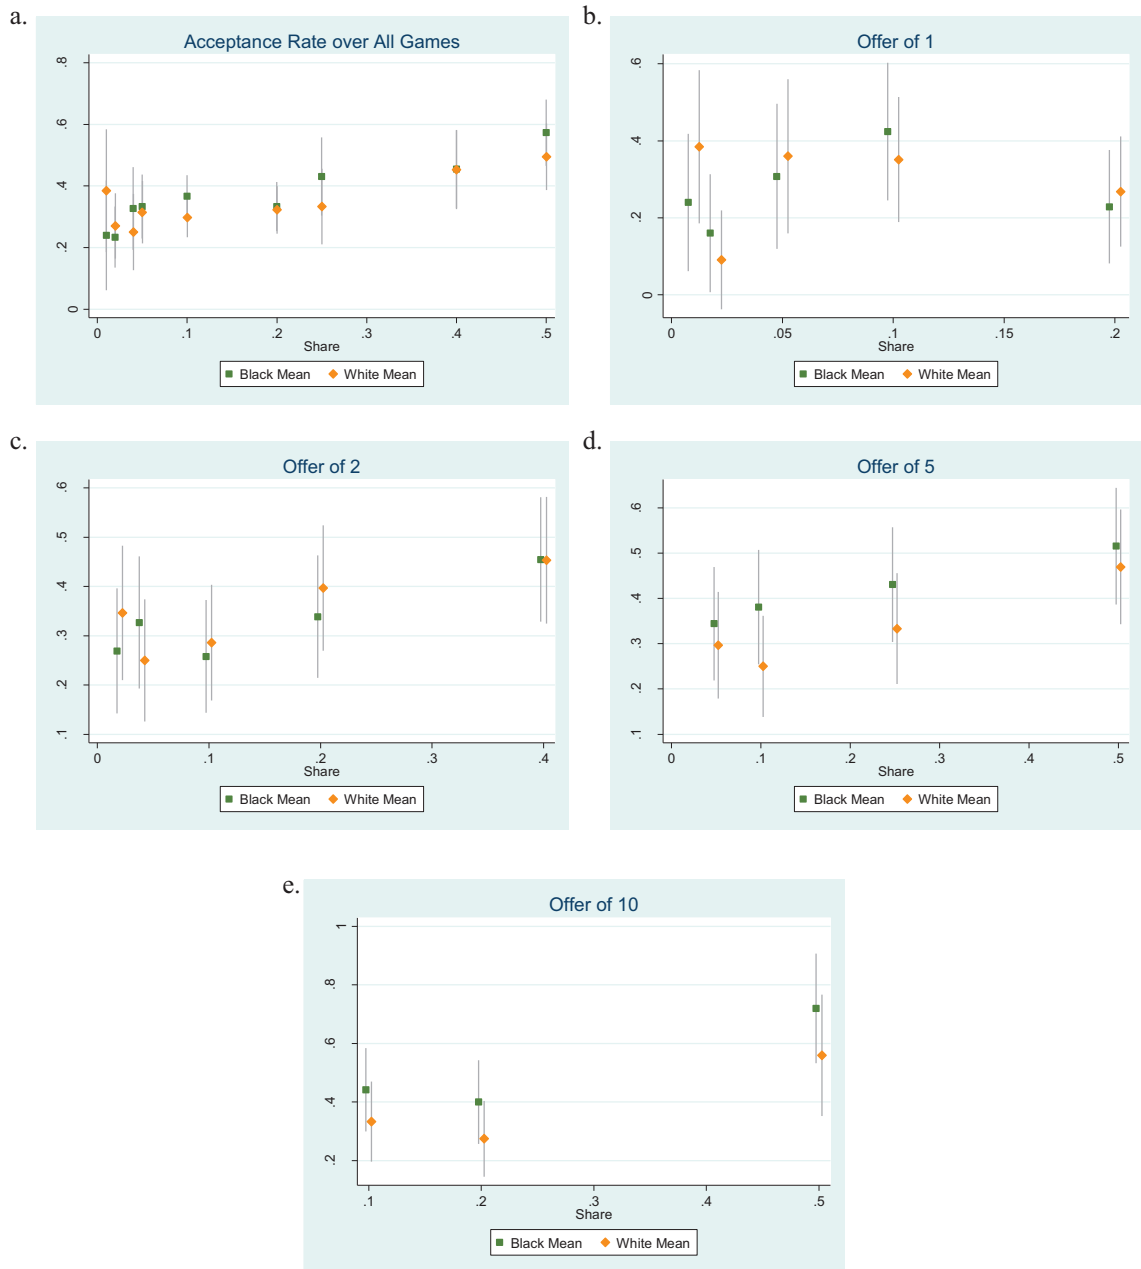 a.
Acceptance Rate over All Games
.8
.6
.4
.2
0
0 .1 .2 .3 .4 .5
Share
Black Mean White Mean
b.
Offer of 1
.6
.4
.2
0
0 .05 .1 .15 .2
Share
Black Mean White Mean
c.
Offer of 2
.6
.5
.4
.3
.2
.1
0 .1 .2 .3 .4
Share
Black Mean White Mean
d.
Offer of 5
.6
.5
.4
.3
.2
.1
0 .1 .2 .3 .4 .5
Share
Black Mean White Mean
e.
Offer of 10
1
.8
.6
.4
.2
.1 .2 .3 .4 .5
Share
Black Mean White Mean